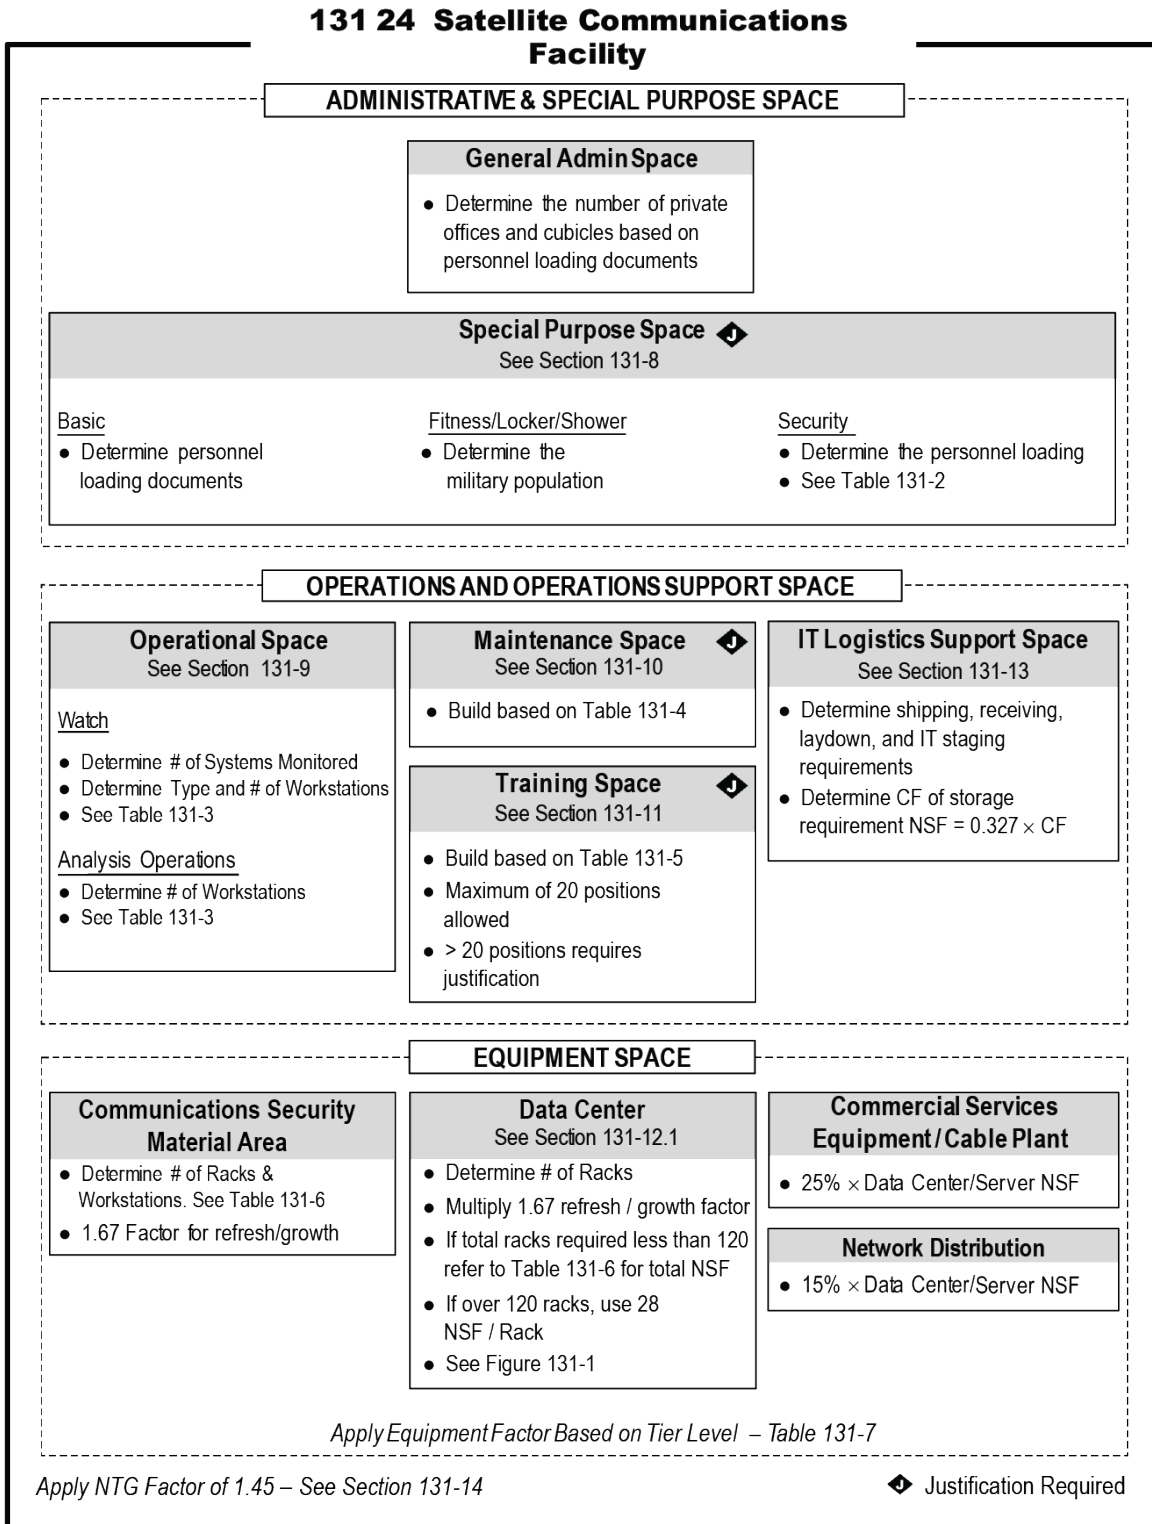 131 24 Satellite Communications
Facility
ADMINISTRATIVE & SPECIAL PURPOSE SPACE
General Admin Space
● Determine the number of private
offices and cubicles based on
personnel loading documents
Special Purpose Space J
See Section 131-8
Basic
● Determine personnel
loading documents
Fitness/Locker/Shower
● Determine the
military population
Security
● Determine the personnel loading
● See Table 131-2
OPERATIONS AND OPERATIONS SUPPORT SPACE
Operational Space
See Section 131-9
Watch
● Determine # of Systems Monitored
● Determine Type and # of Workstations
● See Table 131-3
Analysis Operations
● Determine # of Workstations
● See Table 131-3
Maintenance Space J
See Section 131-10
● Build based on Table 131-4
Training Space J
See Section 131-11
● Build based on Table 131-5
● Maximum of 20 positions
allowed
● > 20 positions requires
justification
IT Logistics Support Space
See Section 131-13
● Determine shipping, receiving,
laydown, and IT staging
requirements
● Determine CF of storage
requirement NSF = 0.327 × CF
EQUIPMENT SPACE
Communications Security
Material Area
● Determine # of Racks &
Workstations. See Table 131-6
● 1.67 Factor for refresh/growth
Data Center
See Section 131-12.1
● Determine # of Racks
● Multiply 1.67 refresh / growth factor
● If total racks required less than 120
refer to Table 131-6 for total NSF
● If over 120 racks, use 28
NSF / Rack
● See Figure 131-1
Commercial Services
Equipment / Cable Plant
● 25% × Data Center/Server NSF
Network Distribution
● 15% × Data Center/Server NSF
Apply Equipment Factor Based on Tier Level – Table 131-7
Apply NTG Factor of 1.45 – See Section 131-14
J Justification Required